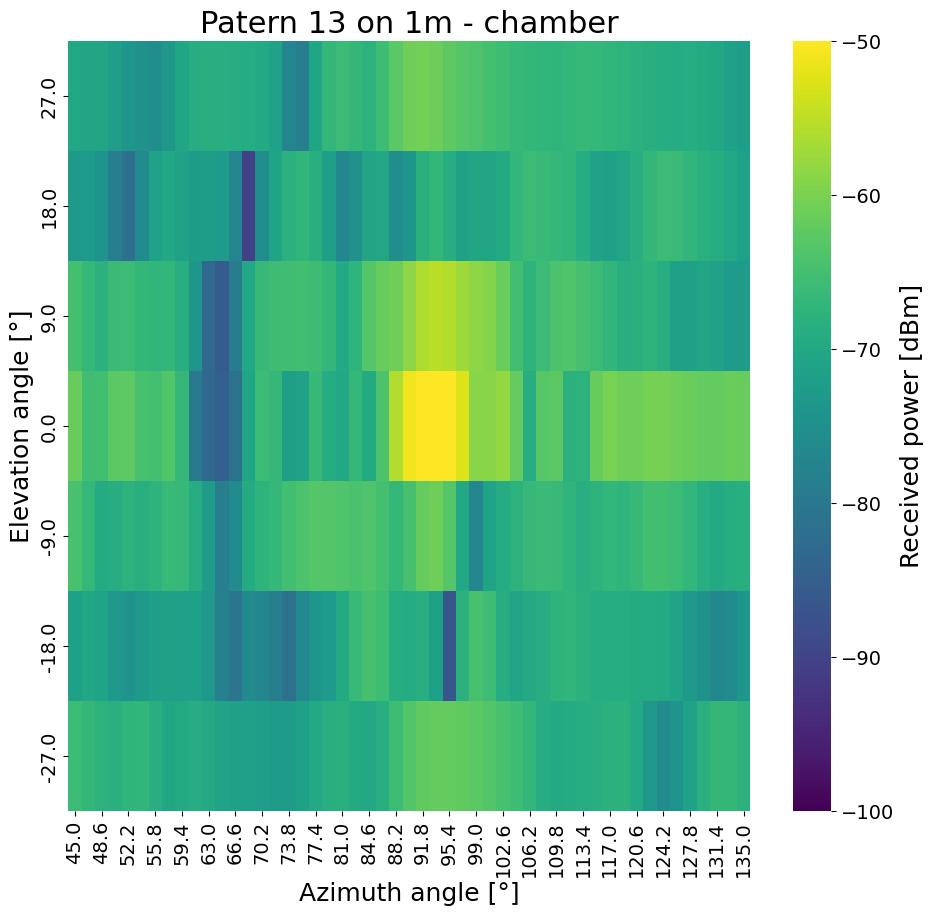 Patern 13 on 1m - chamber
Elevation angle [°]
27.0
18.0
9.0
0.0
-9.0
-18.0
-27.0
45.0 48.6 52.2 55.8 59.4 63.0 66.6 70.2 73.8 77.4 81.0 84.6 88.2 91.8 95.4 99.0 102.6 106.2 109.8 113.4 117.0 120.6 124.2 127.8 131.4 135.0
Azimuth angle [°]
−50
−60
−70
−80
−90
−100
Received power [dBm]